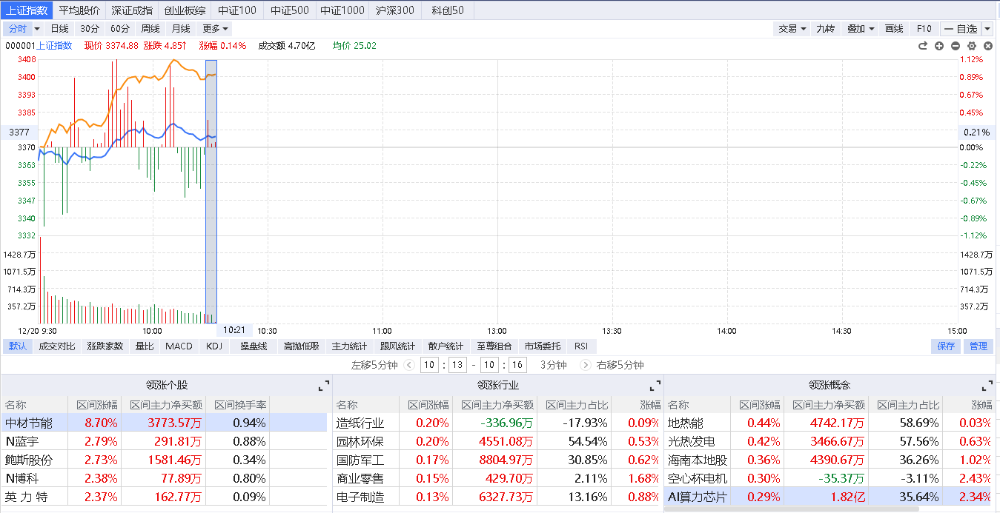 上证指数 平均股价 深证成指 创业板综 中证100 中证500 中证1000 沪深300 科创50
分时 日线 30分 60分 周线 月线 更多 交易 九转 叠加 画线 F10 一 自选
000001上证指数 现价 3374.88 涨跌 4.85↑ 涨幅 0.14% 成交额 4.70亿 均价 25.02
3408 1.12%
3400 0.89%
3393 0.67%
3385 0.45%
3377 0.21%
3370 0.00%
3363 -0.22%
3355 -0.45%
3347 -0.67%
3340 -0.89%
3332 -1.12%
1428.7万 1428.7万
1071.5万 1071.5万
714.3万 714.3万
357.2万 357.2万
12/20 9:30 10:00 10:21 10:30 11:00 13:00 13:30 14:00 14:30 15:00
默认 成交对比 涨跌家数 量比 MACD KDJ 操盘线 高抛低吸 主力统计 跟风统计 散户统计 至尊组合 市场委托 RSI 保存 管理
左移5分钟 10 : 13 - 10 : 16 3分钟 右移5分钟
领涨个股 领涨行业 领涨概念
名称 区间涨幅 区间主力净买额 区间换手率 名称 区间涨幅 区间主力净买额 区间主力占比 涨幅 名称 区间涨幅 区间主力净买额 区间主力占比 涨幅
中材节能 8.70% 3773.57万 0.94% 造纸行业 0.20% -336.96万 -17.93% 0.09% 地热能 0.44% 4742.17万 58.69% 0.03%
N蓝宇 2.79% 291.81万 0.88% 园林环保 0.20% 4551.08万 54.54% 0.53% 光热发电 0.42% 3466.67万 57.56% 0.63%
鲍斯股份 2.73% 1581.46万 0.34% 国防军工 0.17% 8804.97万 30.85% 0.62% 海南本地股 0.36% 4390.67万 36.26% 1.02%
N博科 2.38% 77.89万 0.80% 商业零售 0.15% 429.70万 2.11% 1.68% 空心杯电机 0.30% -35.37万 -3.11% 2.43%
英 力 特 2.37% 162.77万 0.09% 电子制造 0.13% 6327.73万 13.16% 0.88% AI算力芯片 0.29% 1.82亿 35.64% 2.34%